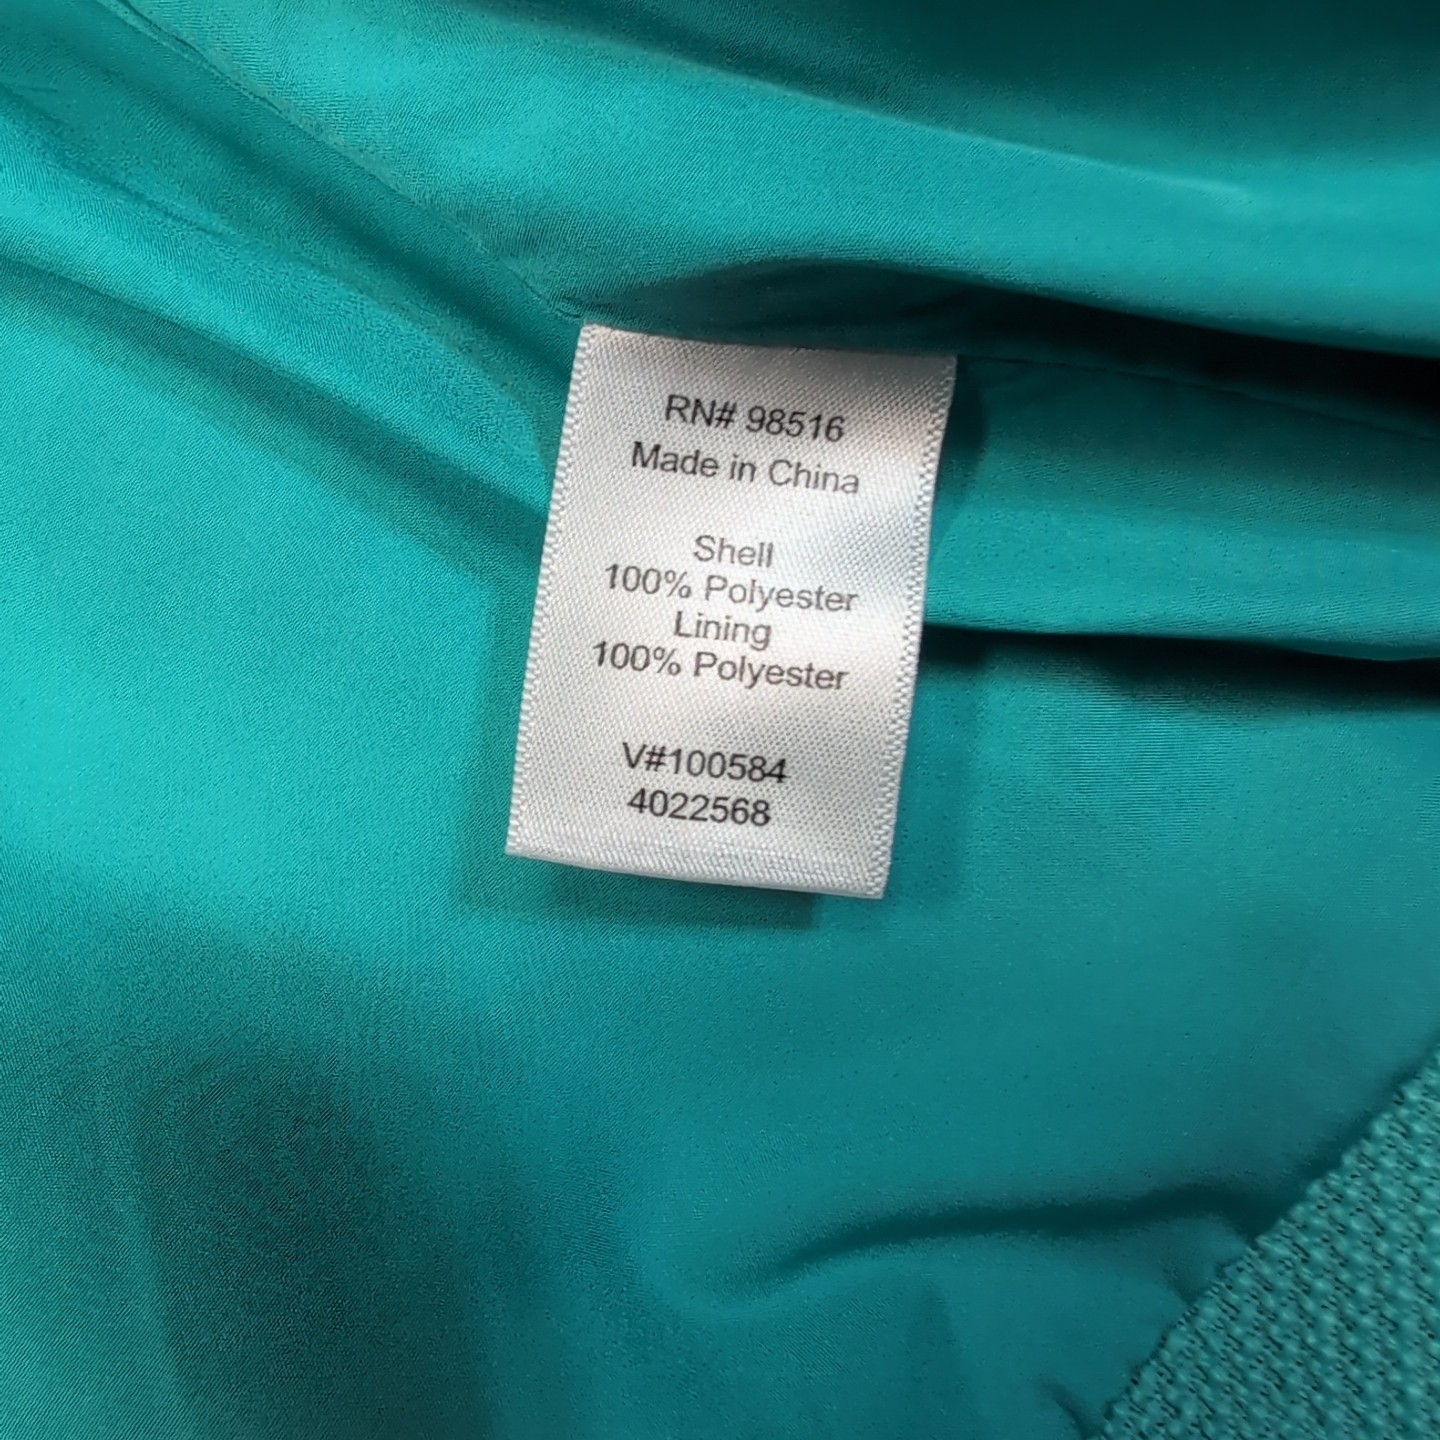 RN# 98516
Made in China
Shell
100% Polyester
Lining
100% Polyester
V#100584
4022568